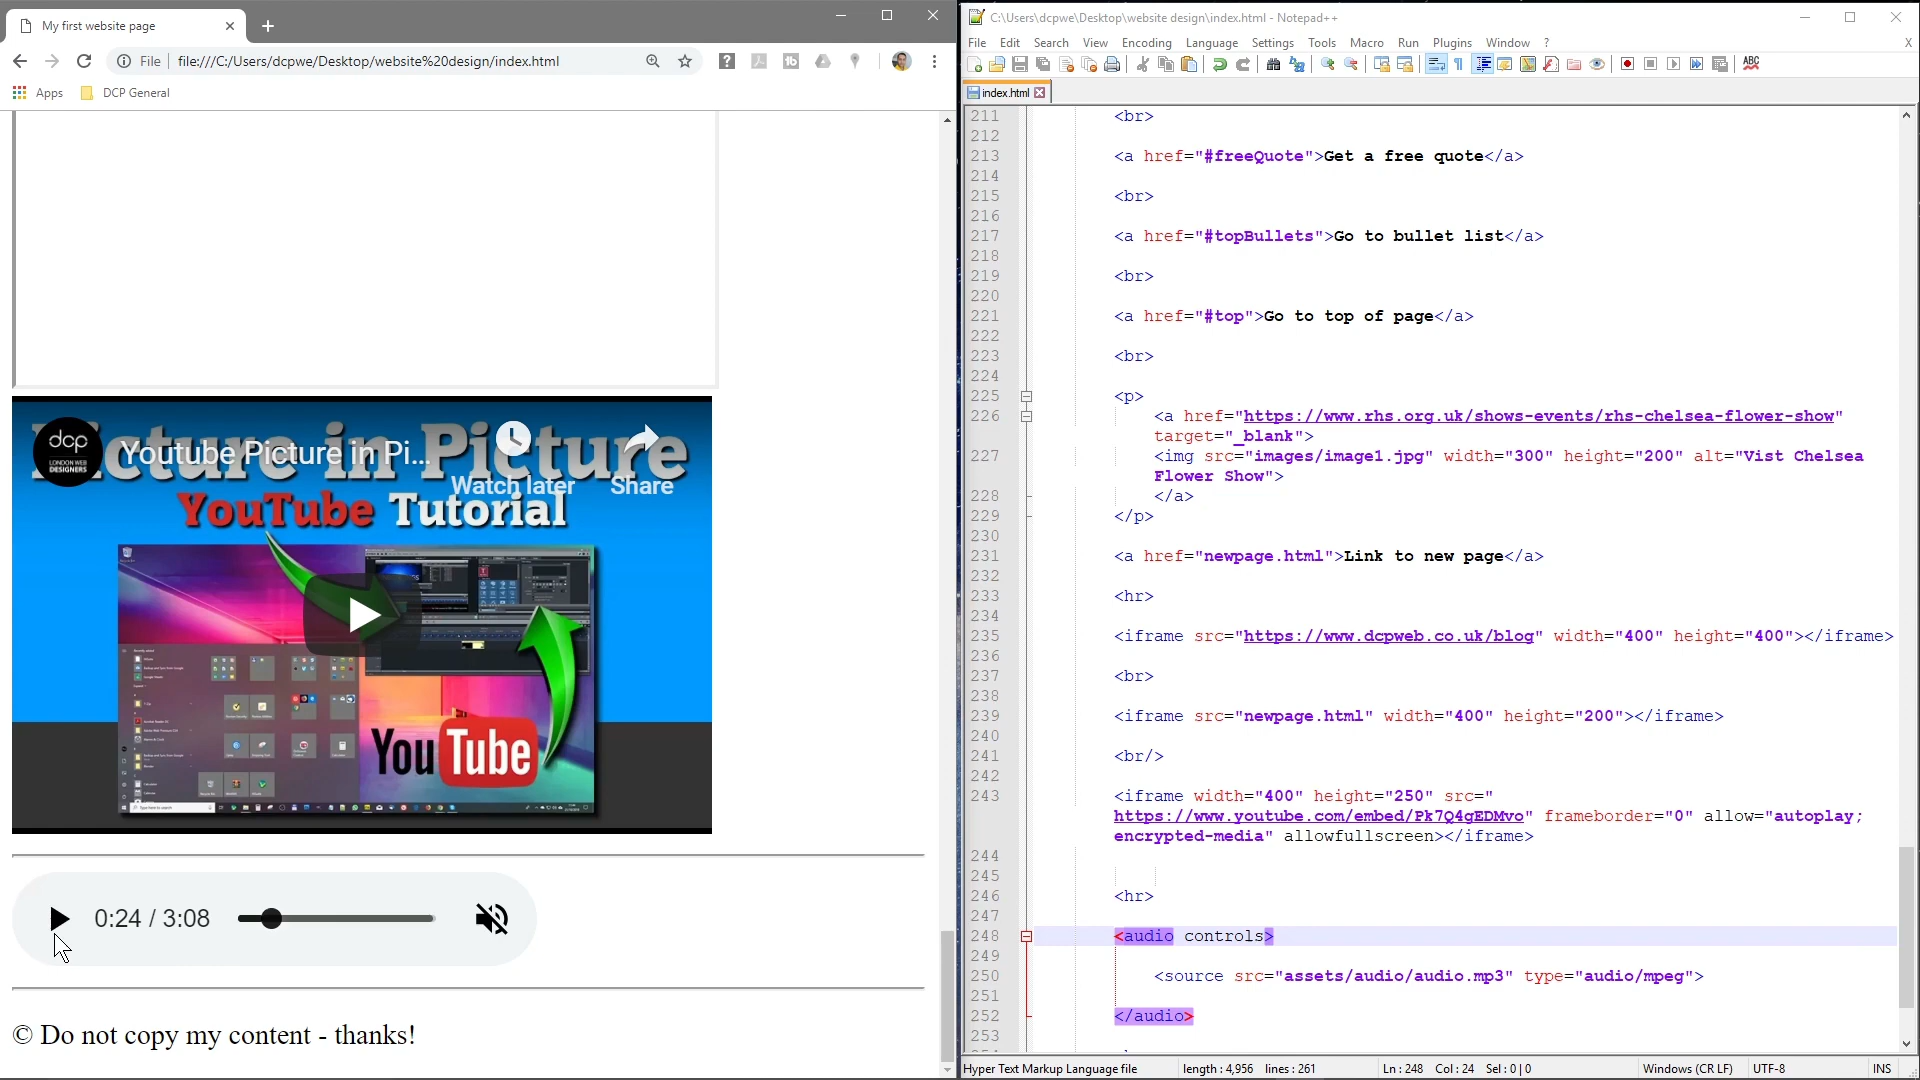 My first website page
File
file:///C:/Users/dcpwe/Desktop/website%20design/index.html
Apps
DCP General
Picture in Picture
dcp
LONDON WEB
DESIGNERS
Youtube Picture in Pi...
Watch later
Share
YouTube Tutorial
YouTube
0:24 / 3:08
© Do not copy my content - thanks!
C:\Users\dcpwe\Desktop\website design\index.html - Notepad++
File Edit Search View Encoding Language Settings Tools Macro Run Plugins Window ?
X
ABC
index.html
211 <br>
212
213 <a href="#freeQuote">Get a free quote</a>
214
215 <br>
216
217 <a href="#topBullets">Go to bullet list</a>
218
219 <br>
220
221 <a href="#top">Go to top of page</a>
222
223 <br>
224
225 <p>
226 <a href="https://www.rhs.org.uk/shows-events/rhs-chelsea-flower-show"
target="_blank">
227 <img src="images/image1.jpg" width="300" height="200" alt="Vist Chelsea
Flower Show">
228 </a>
229 </p>
230
231 <a href="newpage.html">Link to new page</a>
232
233 <hr>
234
235 <iframe src="https://www.dcpweb.co.uk/blog" width="400" height="400"></iframe>
236
237 <br>
238
239 <iframe src="newpage.html" width="400" height="200"></iframe>
240
241 <br/>
242
243 <iframe width="400" height="250" src="
https://www.youtube.com/embed/Pk7Q4gEDMvo" frameborder="0" allow="autoplay;
encrypted-media" allowfullscreen></iframe>
244
245
246 <hr>
247
248 <audio controls>
249
250 <source src="assets/audio/audio.mp3" type="audio/mpeg">
251
252 </audio>
253
Hyper Text Markup Language file
length : 4,956 lines : 261
Ln : 248 Col : 24 Sel : 0 | 0
Windows (CR LF)
UTF-8
INS